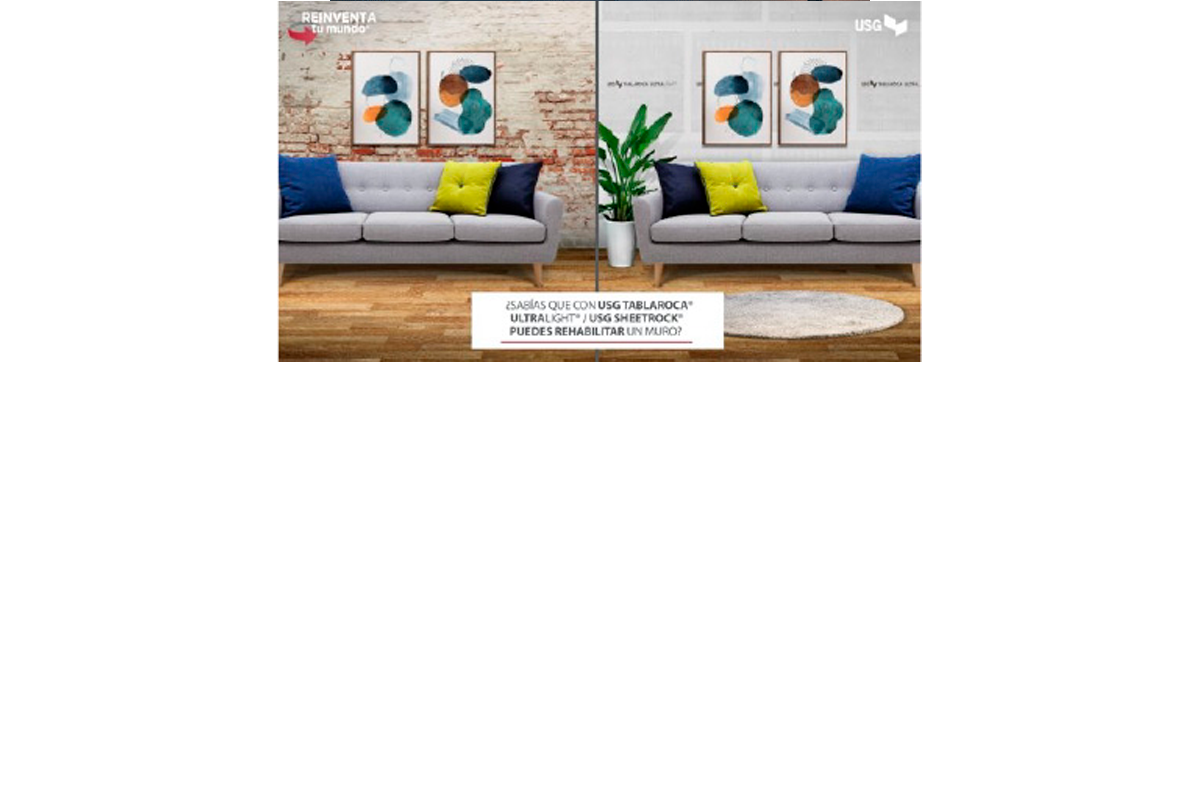 REINVENTA
tu mundo®
USG
USG TABLAROCA ULTRALIGHT
USG TABLAROCA ULTRA
¿SABÍAS QUE CON USG TABLAROCA®
ULTRALIGHT® / USG SHEETROCK®
PUEDES REHABILITAR UN MURO?